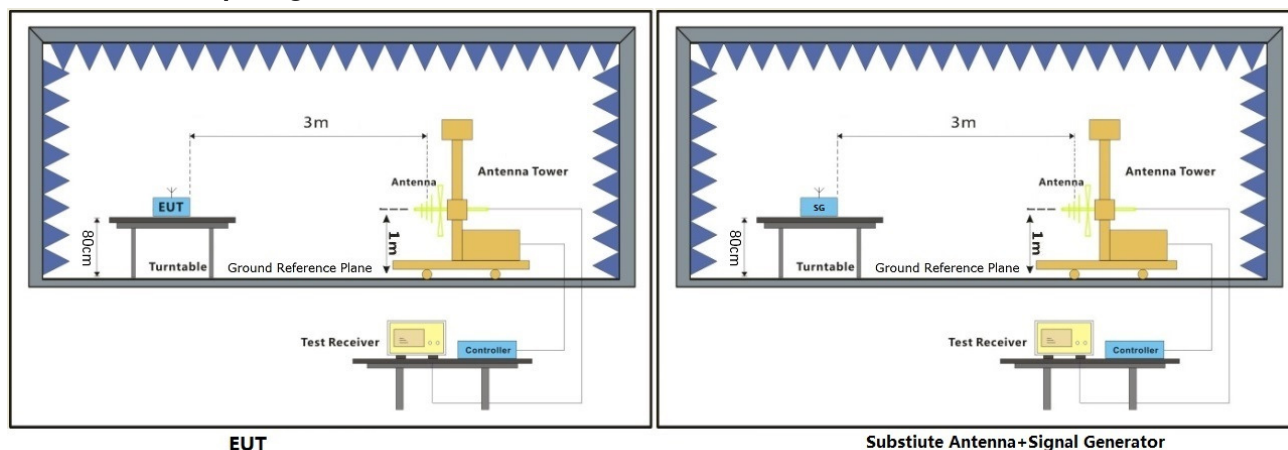 3m
Antenna
Antenna Tower
EUT
80cm
1m
Turntable
Ground Reference Plane
Test Receiver
Controller
EUT
3m
Antenna
Antenna Tower
SG
80cm
1m
Turntable
Ground Reference Plane
Test Receiver
Controller
Substiute Antenna+Signal Generator